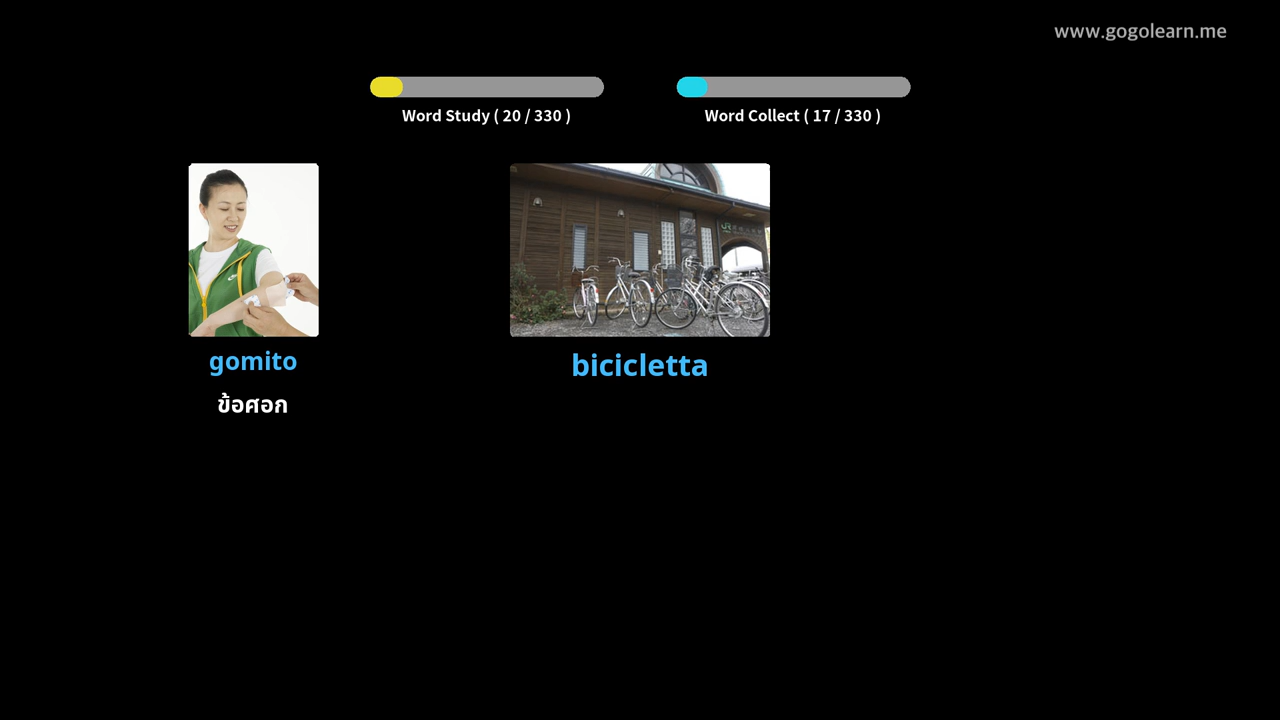 www.gogolearn.me
Word Study ( 20 / 330 )
Word Collect ( 17 / 330 )
gomito
ข้อศอก
bicicletta